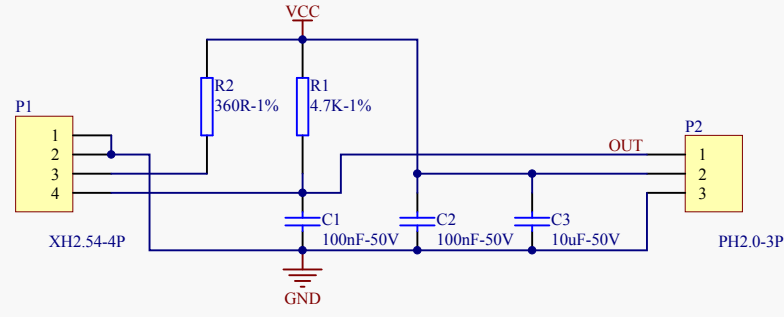 VCC
R2
360R-1%
R1
4.7K-1%
P1
1
2
3
4
XH2.54-4P
P2
OUT
1
2
3
PH2.0-3P
C1
100nF-50V
C2
100nF-50V
C3
10uF-50V
GND